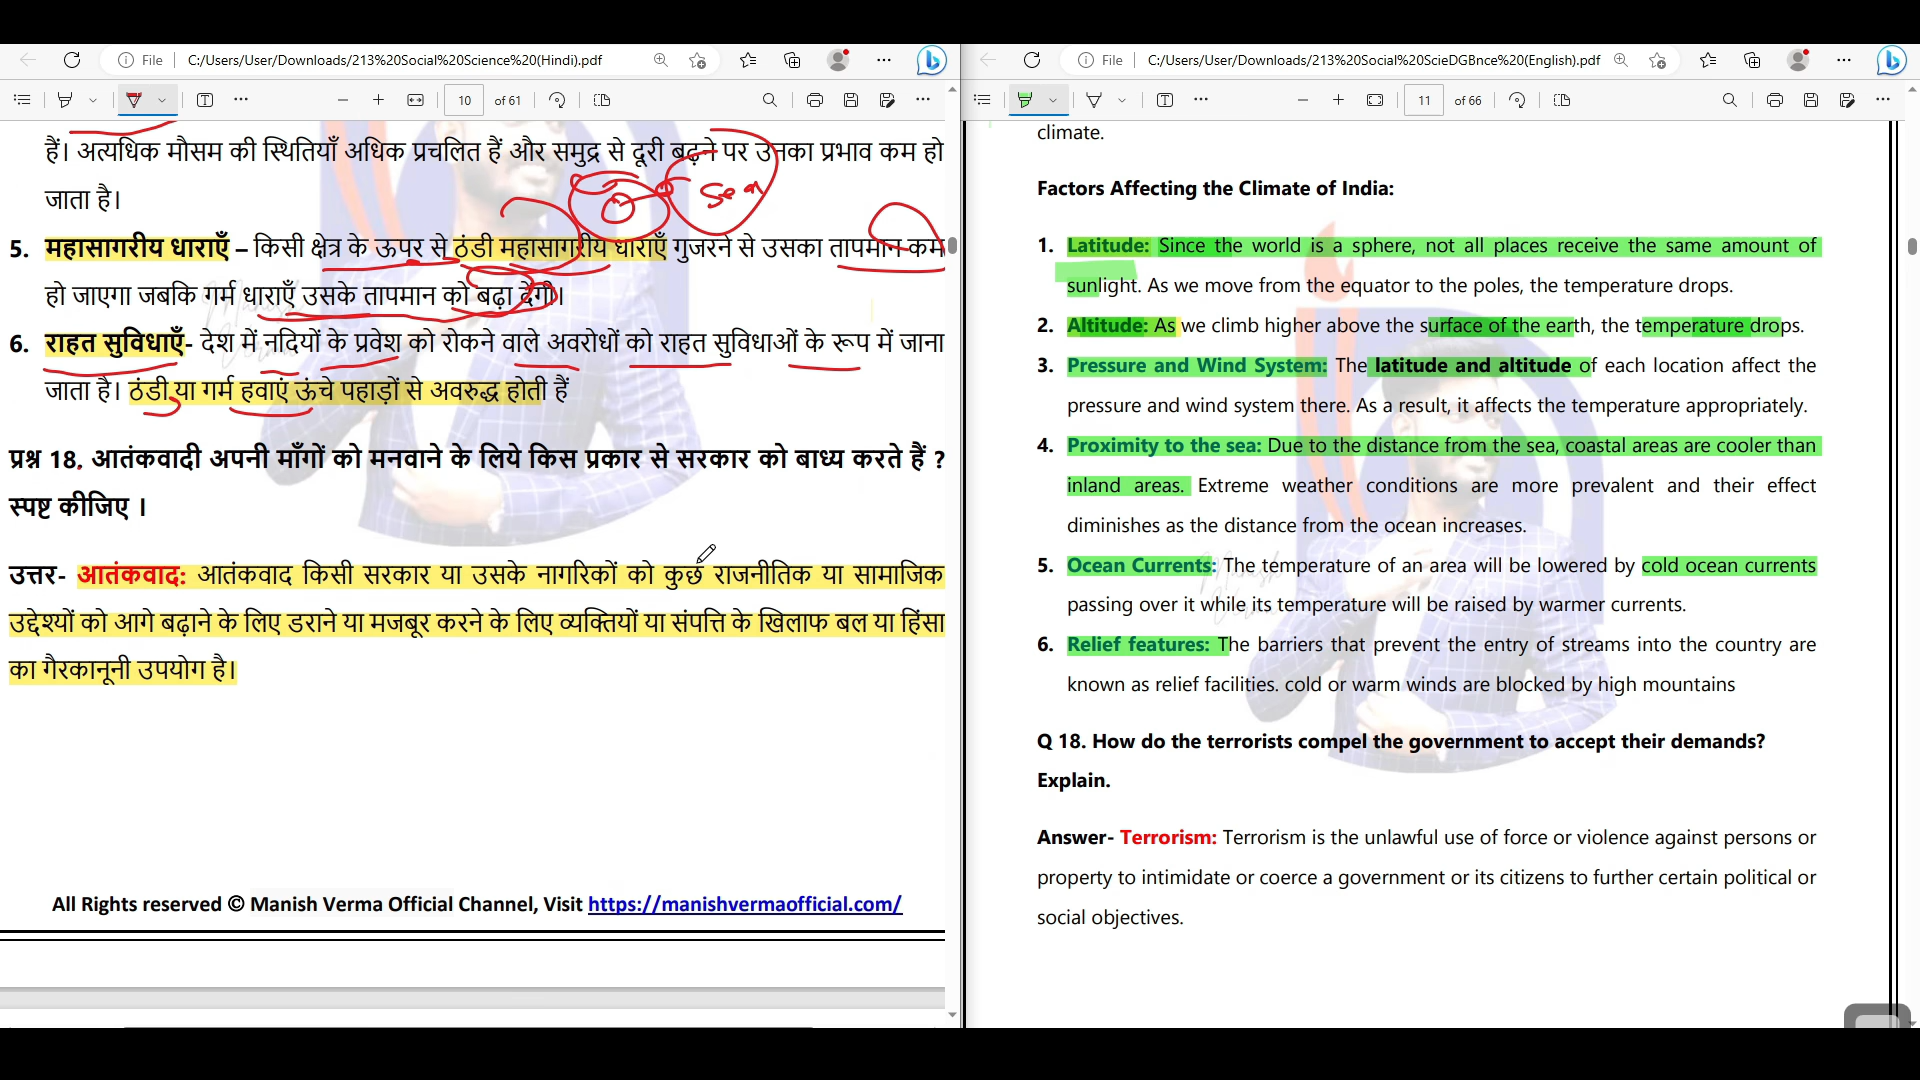 File C:/Users/User/Downloads/213%20Social%20Science%20(Hindi).pdf
10 of 61
हैं। अत्यधिक मौसम की स्थितियाँ अधिक प्रचलित हैं और समुद्र से दूरी बढ़ने पर उनका प्रभाव कम हो
जाता है।
Sea
5. महासागरीय धाराएँ – किसी क्षेत्र के ऊपर से ठंडी महासागरीय धाराएँ गुजरने से उसका तापमान कम
हो जाएगा जबकि गर्म धाराएँ उसके तापमान को बढ़ा देगी।
6. राहत सुविधाएँ- देश में नदियों के प्रवेश को रोकने वाले अवरोधों को राहत सुविधाओं के रूप में जाना
जाता है। ठंडी या गर्म हवाएं ऊंचे पहाड़ों से अवरुद्ध होती हैं
प्रश्न 18. आतंकवादी अपनी माँगों को मनवाने के लिये किस प्रकार से सरकार को बाध्य करते हैं ?
स्पष्ट कीजिए ।
उत्तर- आतंकवाद: आतंकवाद किसी सरकार या उसके नागरिकों को कुछ राजनीतिक या सामाजिक
उद्देश्यों को आगे बढ़ाने के लिए डराने या मजबूर करने के लिए व्यक्तियों या संपत्ति के खिलाफ बल या हिंसा
का गैरकानूनी उपयोग है।
All Rights reserved © Manish Verma Official Channel, Visit https://manishvermaofficial.com/
File C:/Users/User/Downloads/213%20Social%20ScieDGBnce%20(English).pdf
11 of 66
climate.
Factors Affecting the Climate of India:
1. Latitude: Since the world is a sphere, not all places receive the same amount of
sunlight. As we move from the equator to the poles, the temperature drops.
2. Altitude: As we climb higher above the surface of the earth, the temperature drops.
3. Pressure and Wind System: The latitude and altitude of each location affect the
pressure and wind system there. As a result, it affects the temperature appropriately.
4. Proximity to the sea: Due to the distance from the sea, coastal areas are cooler than
inland areas. Extreme weather conditions are more prevalent and their effect
diminishes as the distance from the ocean increases.
5. Ocean Currents: The temperature of an area will be lowered by cold ocean currents
passing over it while its temperature will be raised by warmer currents.
6. Relief features: The barriers that prevent the entry of streams into the country are
known as relief facilities. cold or warm winds are blocked by high mountains
Q 18. How do the terrorists compel the government to accept their demands?
Explain.
Answer- Terrorism: Terrorism is the unlawful use of force or violence against persons or
property to intimidate or coerce a government or its citizens to further certain political or
social objectives.